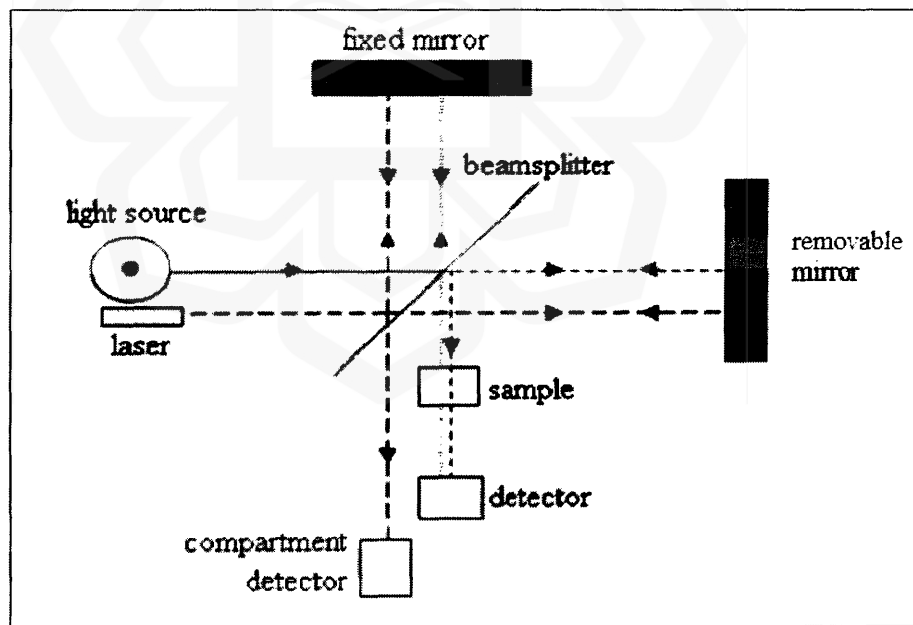 fixed mirror
beamsplitter
light source
removable
mirror
laser
sample
detector
compartment
detector